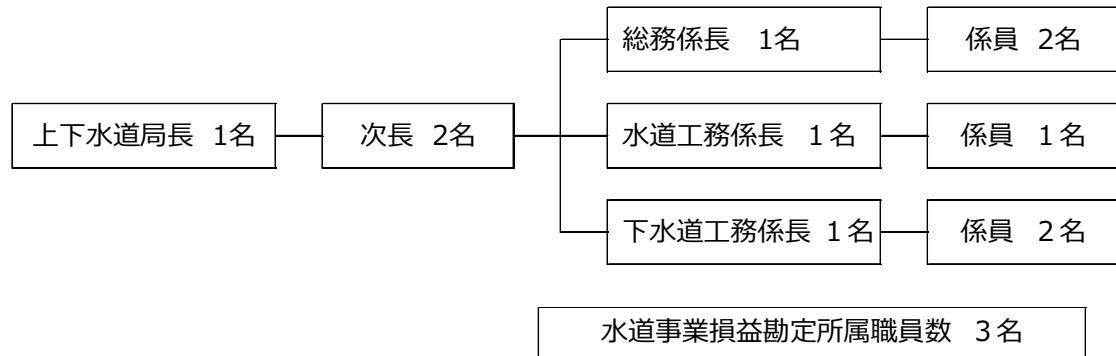 総務係長 1名
係員 2名
上下水道局長 1名
次長 2名
水道工務係長 1名
係員 1名
下水道工務係長 1名
係員 2名
水道事業損益勘定所属職員数 3名